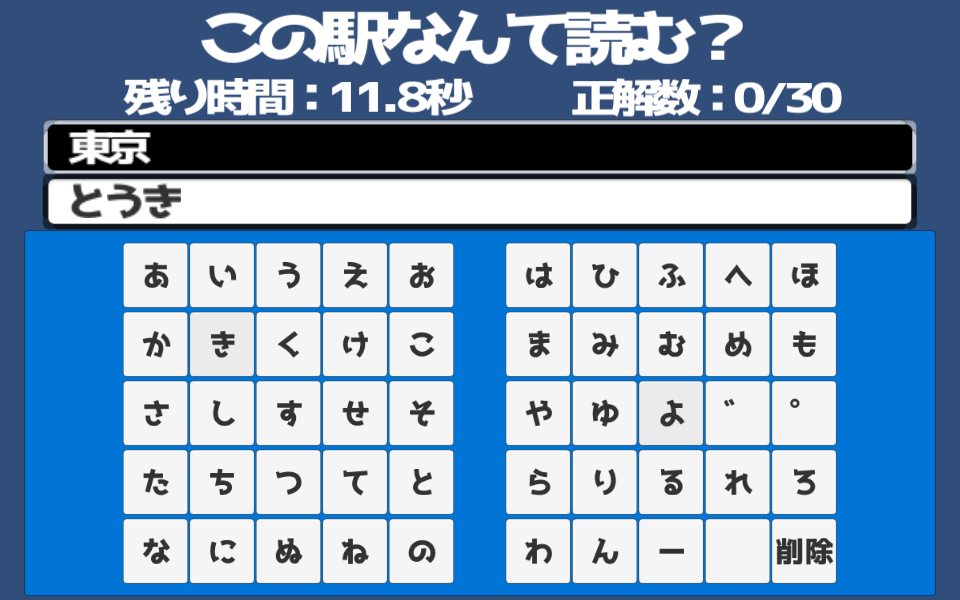 この駅なんて読む？
残り時間：11.8秒 正解数：0/30
東京
とうき
あ い う え お は ひ ふ へ ほ
か き く け こ ま み む め も
さ し す せ そ や ゆ よ ゛ ゜
た ち つ て と ら り る れ ろ
な に ぬ ね の わ ん ー 削除